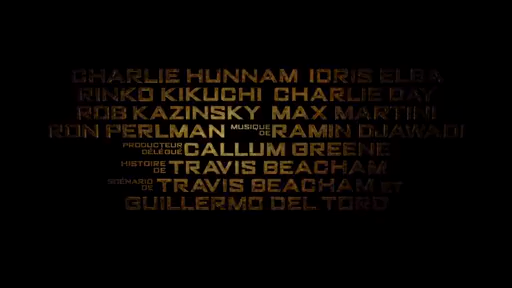 CHARLIE HUNNAM IDRIS ELBA
RINKO KIKUCHI CHARLIE DAY
ROB KAZINSKY MAX MARTINI
RON PERLMAN MUSIQUE DE RAMIN DJAWADI
PRODUCTEUR DÉLÉGUÉ CALLUM GREENE
HISTOIRE DE TRAVIS BEACHAM
SCÉNARIO DE TRAVIS BEACHAM ET
GUILLERMO DEL TORO